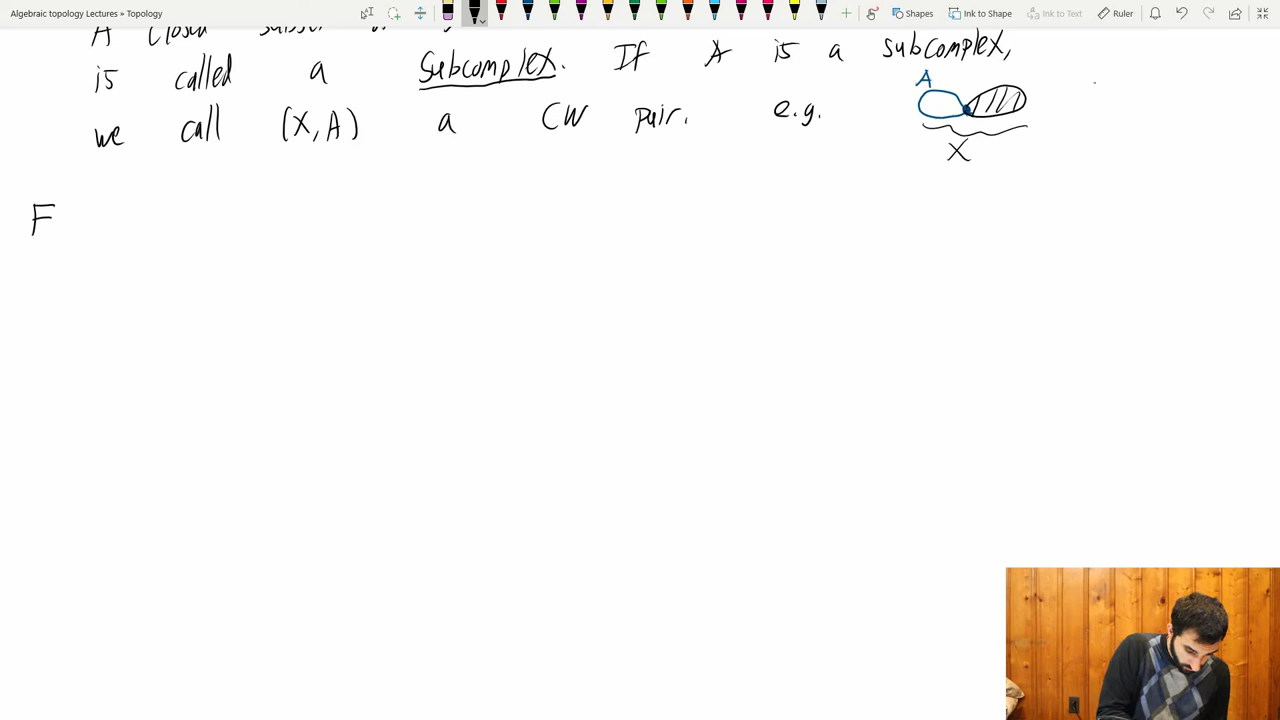 Algebraic topology Lectures » Topology
Shapes Ink to Shape Ink to Text Ruler
A closed
is called a subcomplex. If A is a subcomplex,
we call (X, A) a CW pair. e.g.
A
X
F